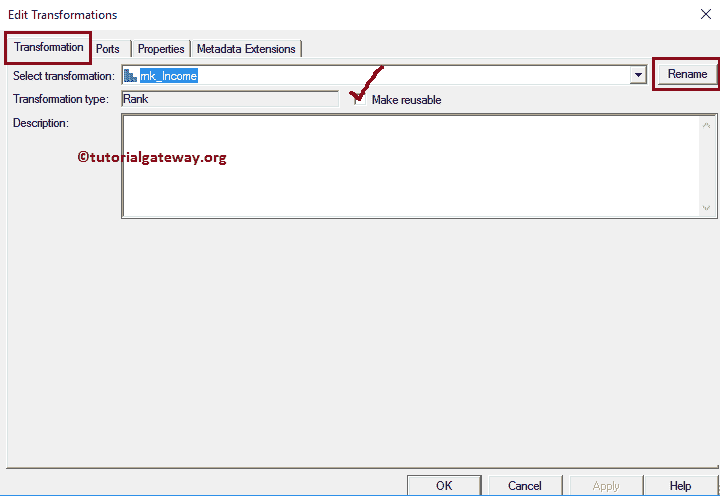 Edit Transformations
Transformation Ports Properties Metadata Extensions
Select transformation: rnk_Income Rename
Transformation type: Rank Make reusable
Description:
©tutorialgateway.org
OK Cancel Apply Help